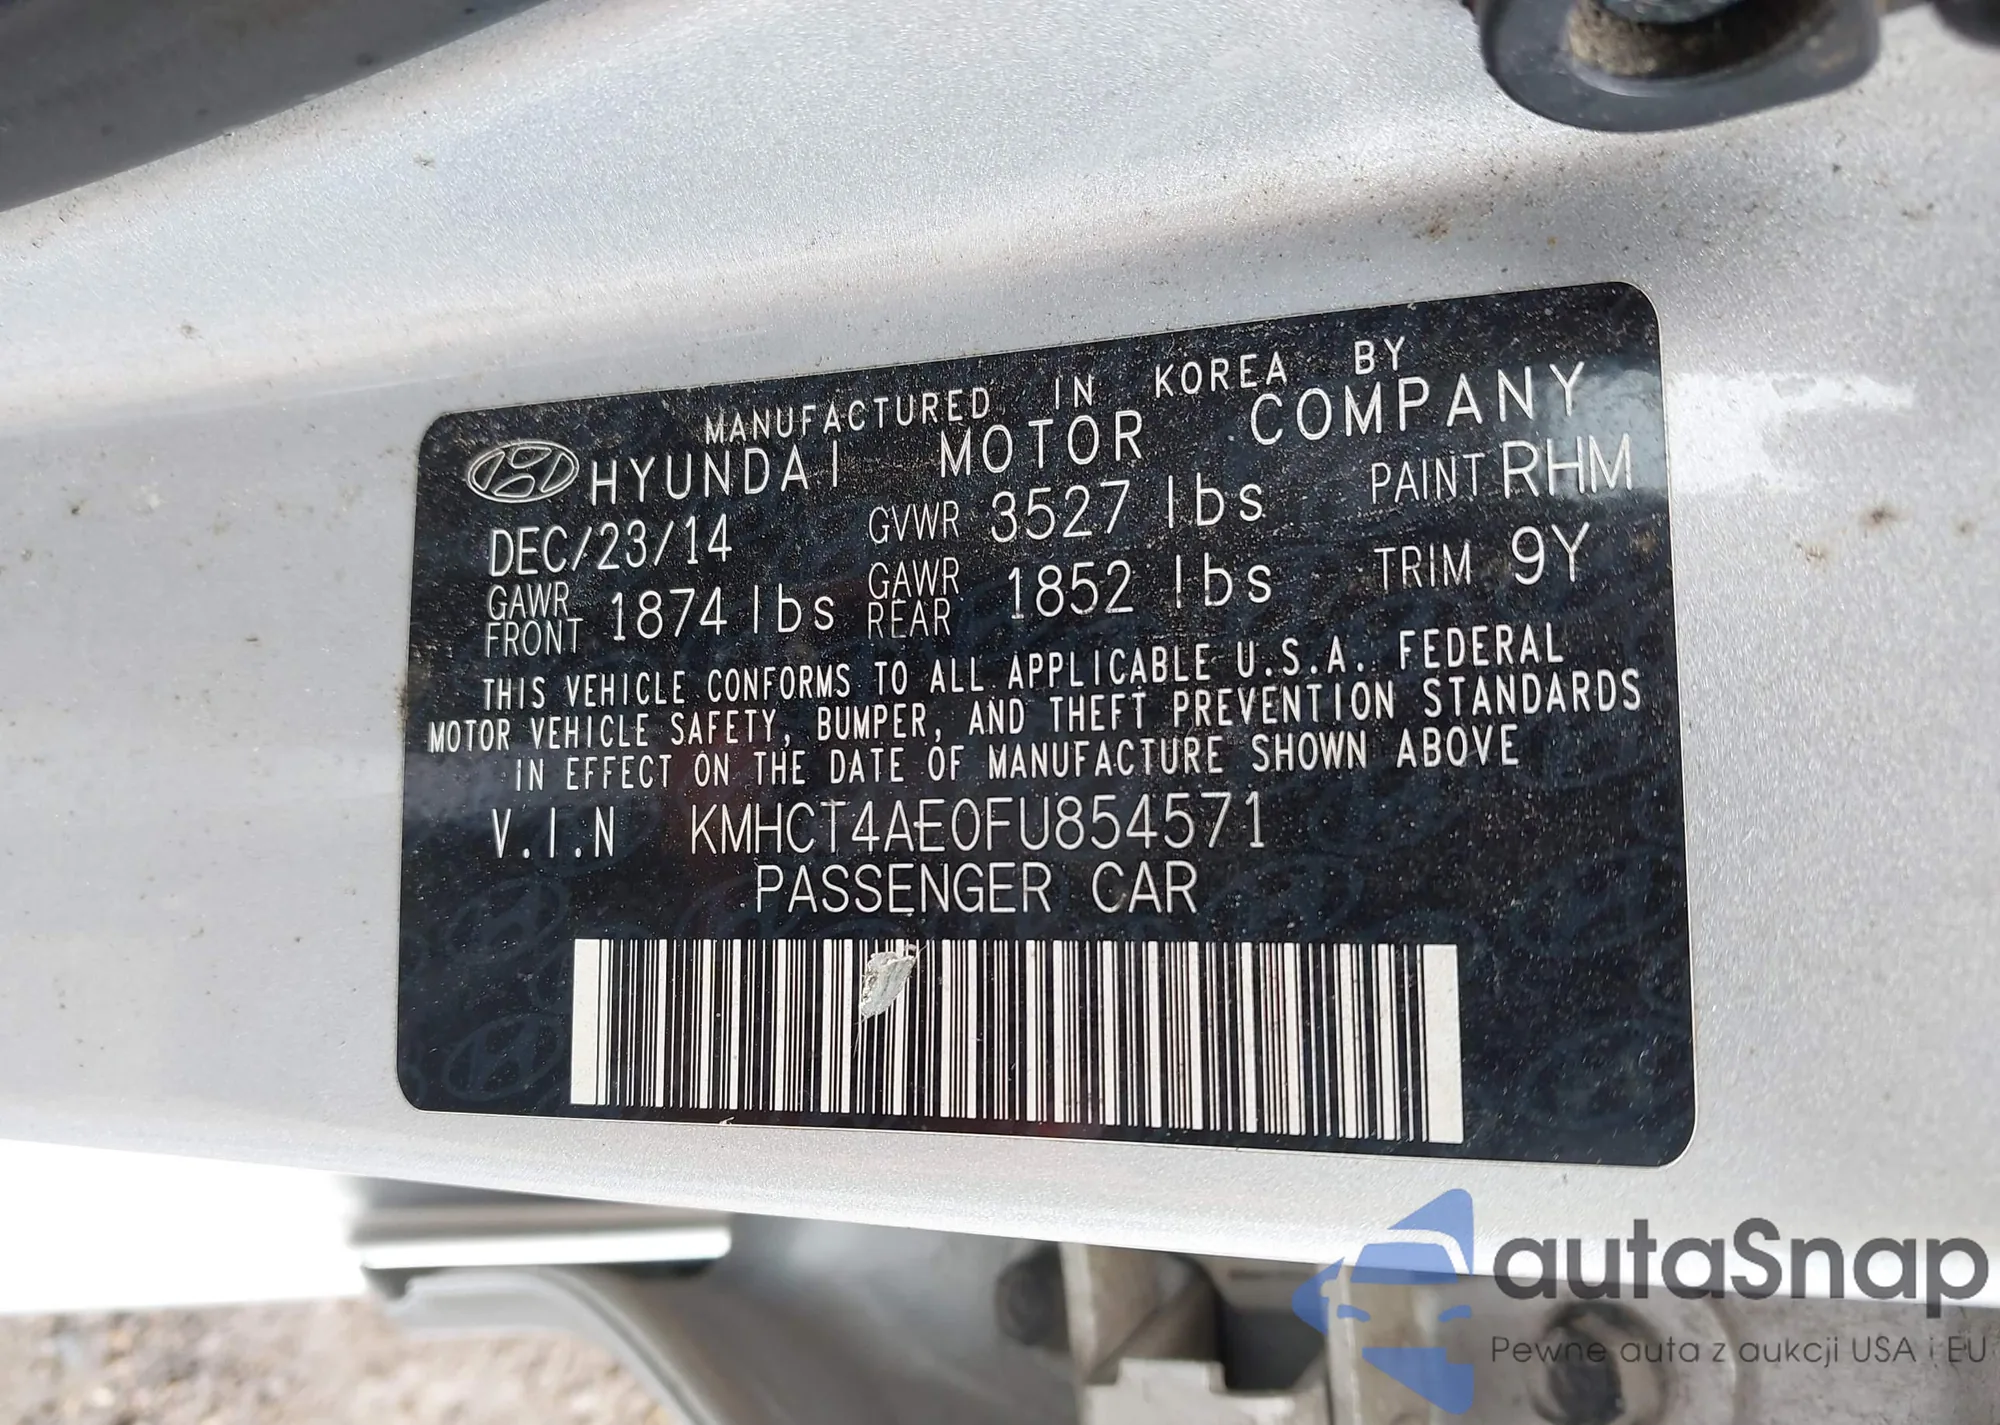 MANUFACTURED IN KOREA BY
HYUNDAI MOTOR COMPANY
DEC/23/14 GVWR 3527 lbs PAINT RHM
GAWR FRONT 1874 lbs GAWR REAR 1852 lbs TRIM 9Y
THIS VEHICLE CONFORMS TO ALL APPLICABLE U.S.A. FEDERAL
MOTOR VEHICLE SAFETY, BUMPER, AND THEFT PREVENTION STANDARDS
IN EFFECT ON THE DATE OF MANUFACTURE SHOWN ABOVE
V.I.N KMHCT4AE0FU854571
PASSENGER CAR
autaSnap
Pewne auta z aukcji USA i EU